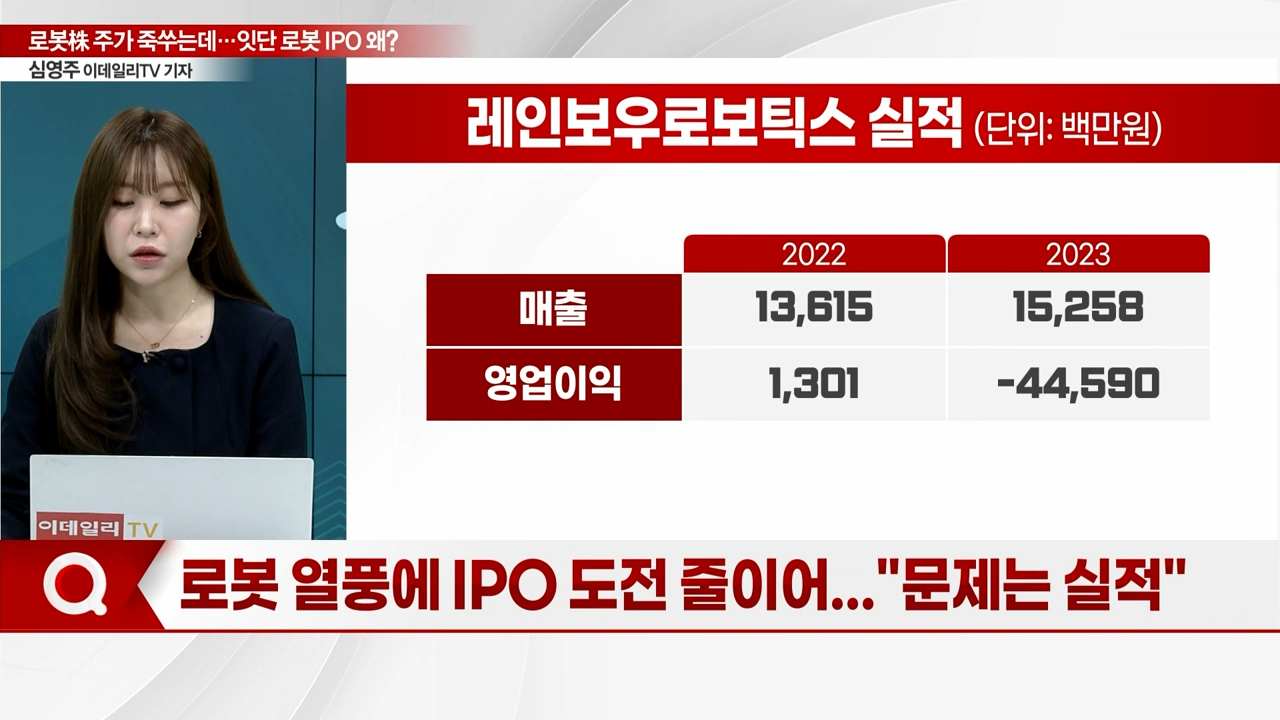 로봇株 주가 죽쑤는데…잇단 로봇 IPO 왜?
심영주 이데일리TV 기자
레인보우로보틱스 실적 (단위: 백만원)
2022 2023
매출 13,615 15,258
영업이익 1,301 -44,590
이데일리 TV
로봇 열풍에 IPO 도전 줄이어..."문제는 실적"